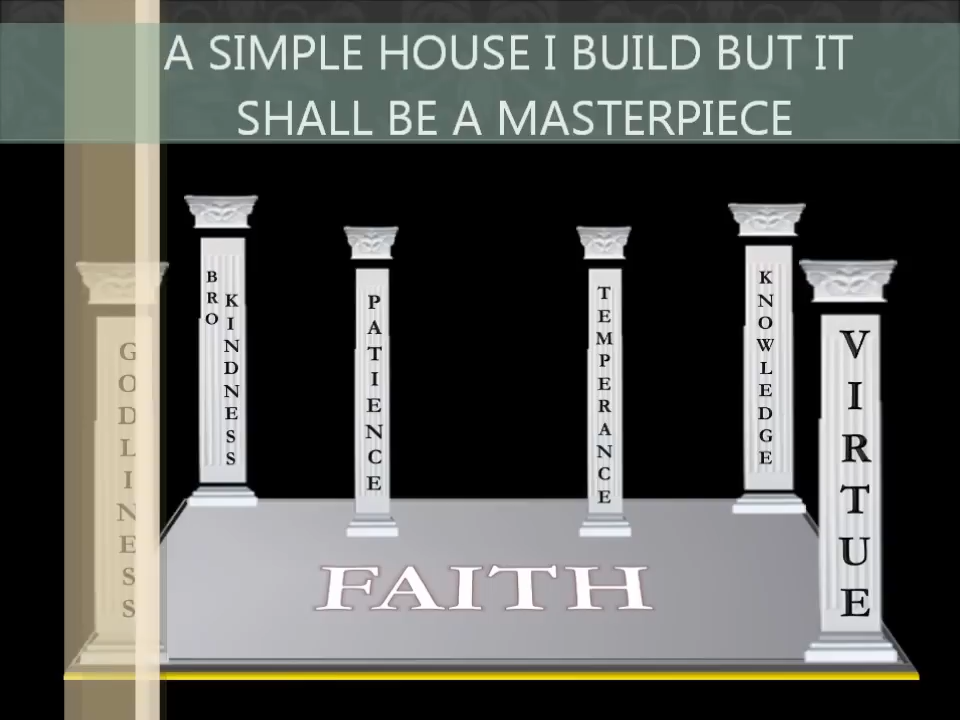 A SIMPLE HOUSE I BUILD BUT IT
SHALL BE A MASTERPIECE
GODLINESS
BRO
KINDNESS
PATIENCE
TEMPERANCE
KNOWLEDGE
VIRTUE
FAITH